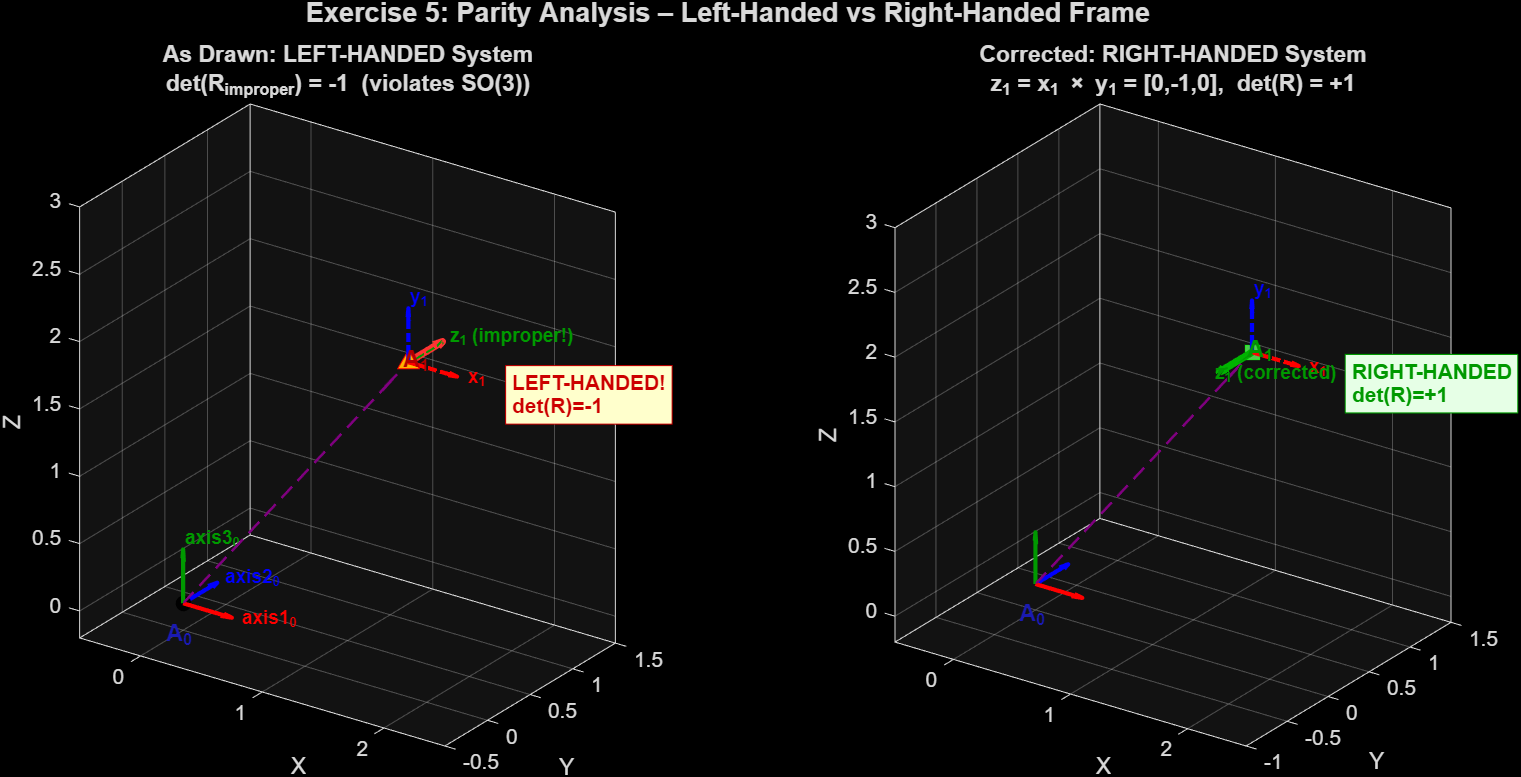 Exercise 5: Parity Analysis – Left-Handed vs Right-Handed Frame
As Drawn: LEFT-HANDED System
det(R_improper) = -1 (violates SO(3))
3
2.5
2
1.5
1
0.5
0
Z
y₁
z₁ (improper!)
x₁
LEFT-HANDED!
det(R)=-1
axis3₀
axis2₀
axis1₀
A₀
0
1
2
X
-0.5
0
0.5
1
1.5
Y
Corrected: RIGHT-HANDED System
z₁ = x₁ × y₁ = [0,-1,0], det(R) = +1
3
2.5
2
1.5
1
0.5
0
Z
y₁
z₁ (corrected)
RIGHT-HANDED
det(R)=+1
A₀
0
1
2
X
-1
-0.5
0
0.5
1
1.5
Y